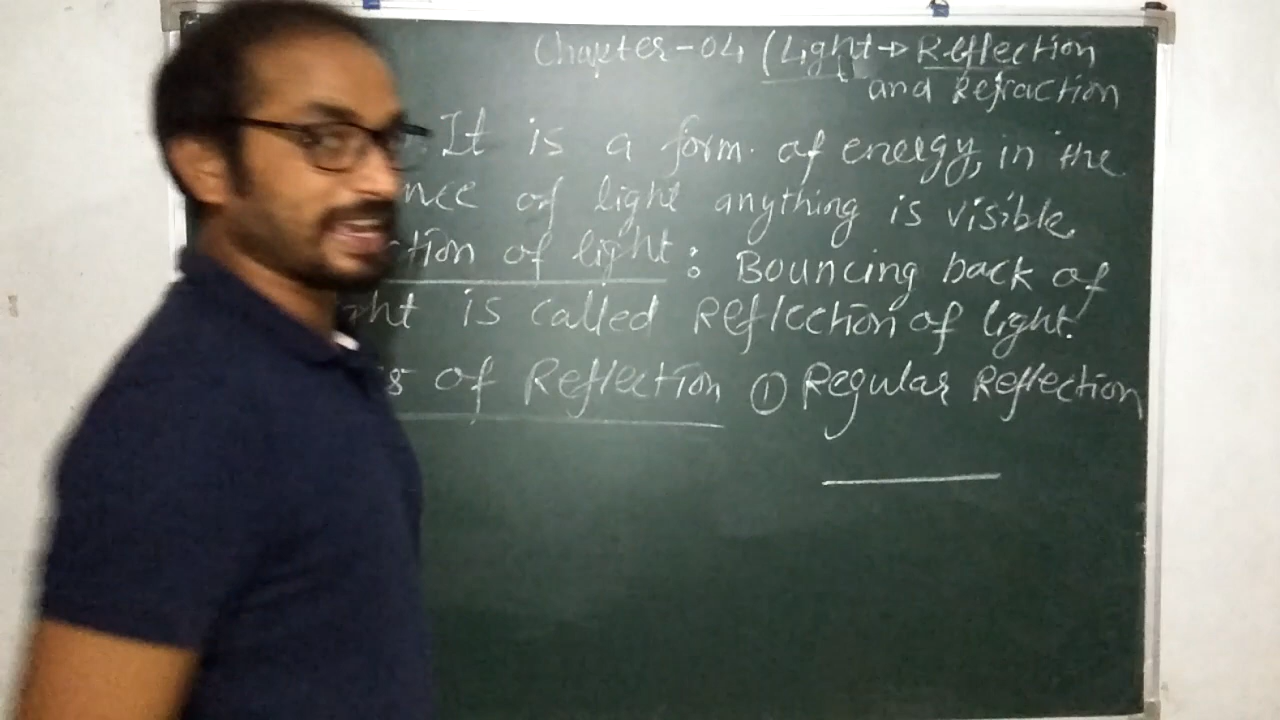 Chapter-04 (Light→Reflection
and Refraction
It is a form of energy, in the
nce of light anything is visible.
ction of light: Bouncing back of
ght is called Reflection of light.
of Reflection ① Regular Reflection